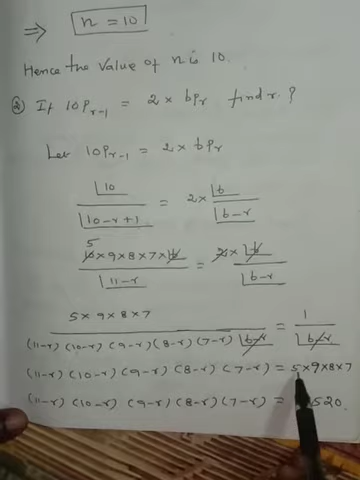 ⇒ n = 10
Hence the value of n is 10.
② If 10Pr-1 = 2 × 6Pr find r.?
Let 10Pr-1 = 2 × 6Pr
⌊10 / ⌊10-r+1 = 2 × ⌊6 / ⌊6-r
5
10 × 9 × 8 × 7 × ⌊6 / ⌊11-r = 2 × ⌊6 / ⌊6-r
5 × 9 × 8 × 7 / (11-r) (10-r) (9-r) (8-r) (7-r) ⌊6-r = 1 / ⌊6-r
(11-r) (10-r) (9-r) (8-r) (7-r) = 5 × 9 × 8 × 7
(11-r) (10-r) (9-r) (8-r) (7-r) = 520.